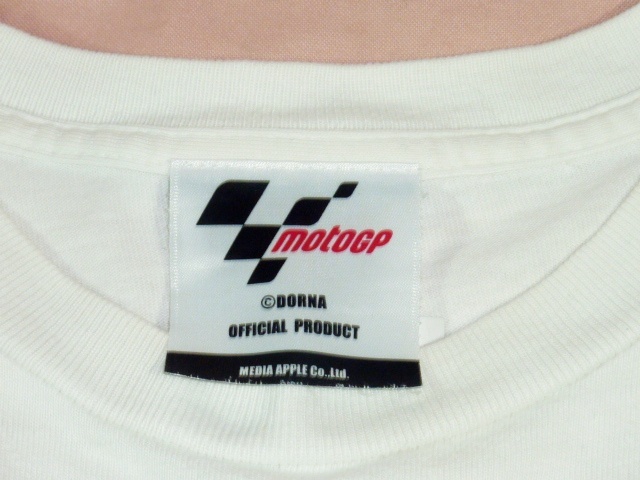 motoGP
©DORNA
OFFICIAL PRODUCT
MEDIA APPLE Co.,Ltd.